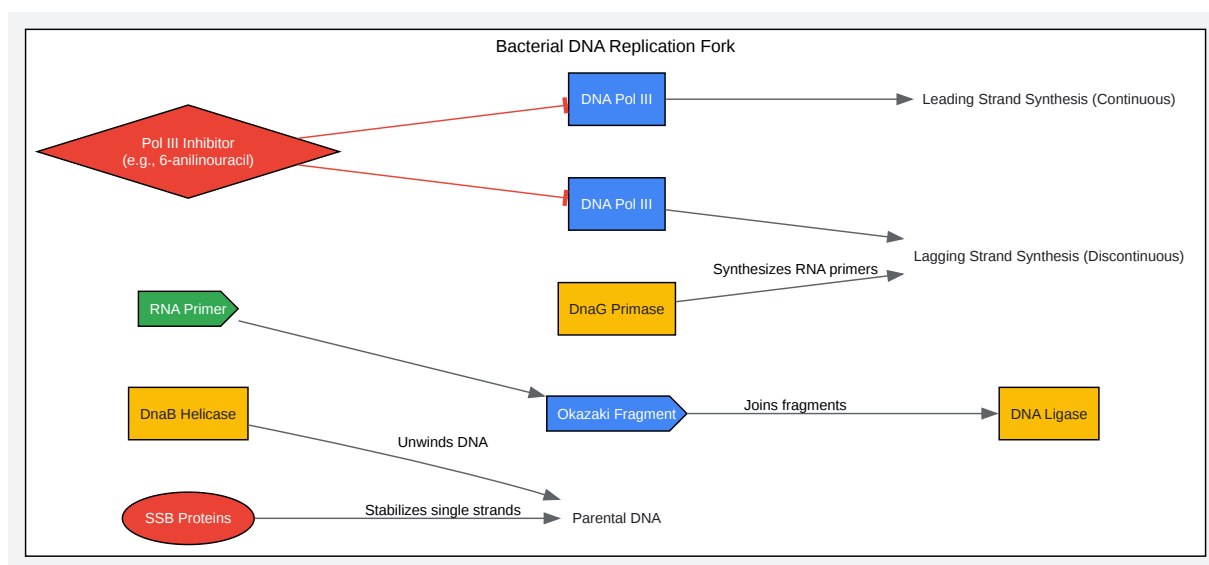 Bacterial DNA Replication Fork
DNA Pol III
Leading Strand Synthesis (Continuous)
Pol III Inhibitor
(e.g., 6-anilinouracil)
DNA Pol III
Lagging Strand Synthesis (Discontinuous)
Synthesizes RNA primers
RNA Primer
DnaG Primase
DnaB Helicase
Okazaki Fragment
Joins fragments
DNA Ligase
Unwinds DNA
SSB Proteins
Stabilizes single strands
Parental DNA